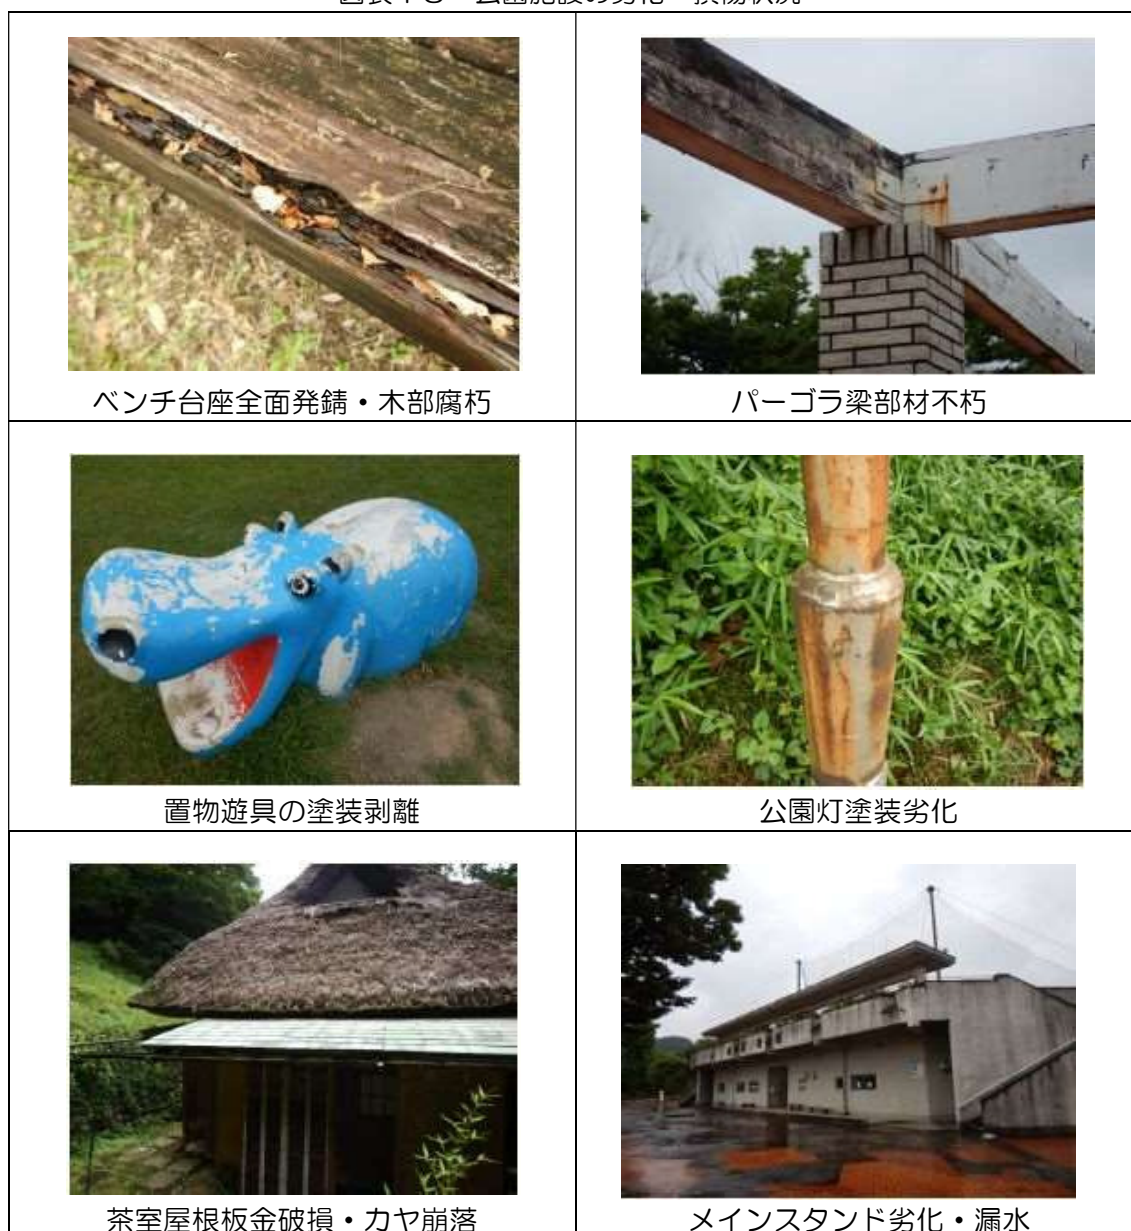 ベンチ台座全面発錆・木部腐朽
パーゴラ梁部材不朽
置物遊具の塗装剥離
公園灯塗装劣化
茶室屋根板金破損・カヤ崩落
メインスタンド劣化・漏水